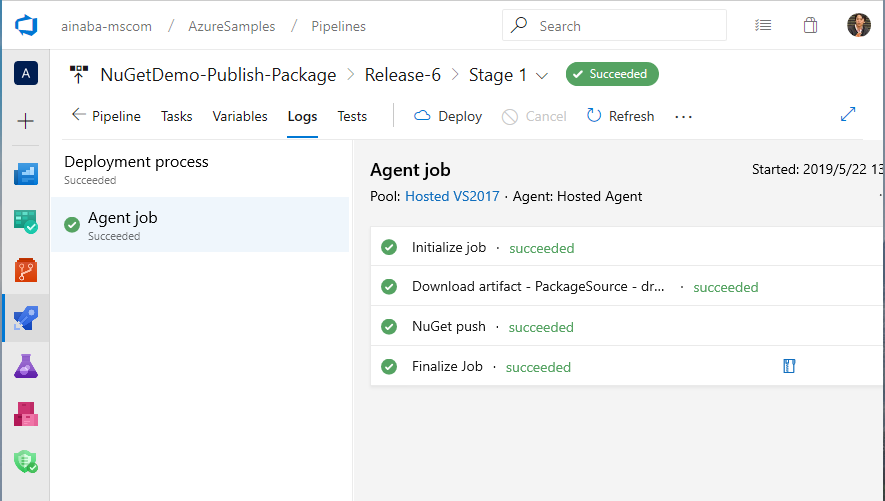 ainaba-mscom / AzureSamples / Pipelines
Search
A
NuGetDemo-Publish-Package > Release-6 > Stage 1
Succeeded
Pipeline Tasks Variables Logs Tests Deploy Cancel Refresh ...
Deployment process
Succeeded
Agent job
Succeeded
Agent job
Started: 2019/5/22 13
Pool: Hosted VS2017 · Agent: Hosted Agent
Initialize job · succeeded
Download artifact - PackageSource - dr... · succeeded
NuGet push · succeeded
Finalize Job · succeeded